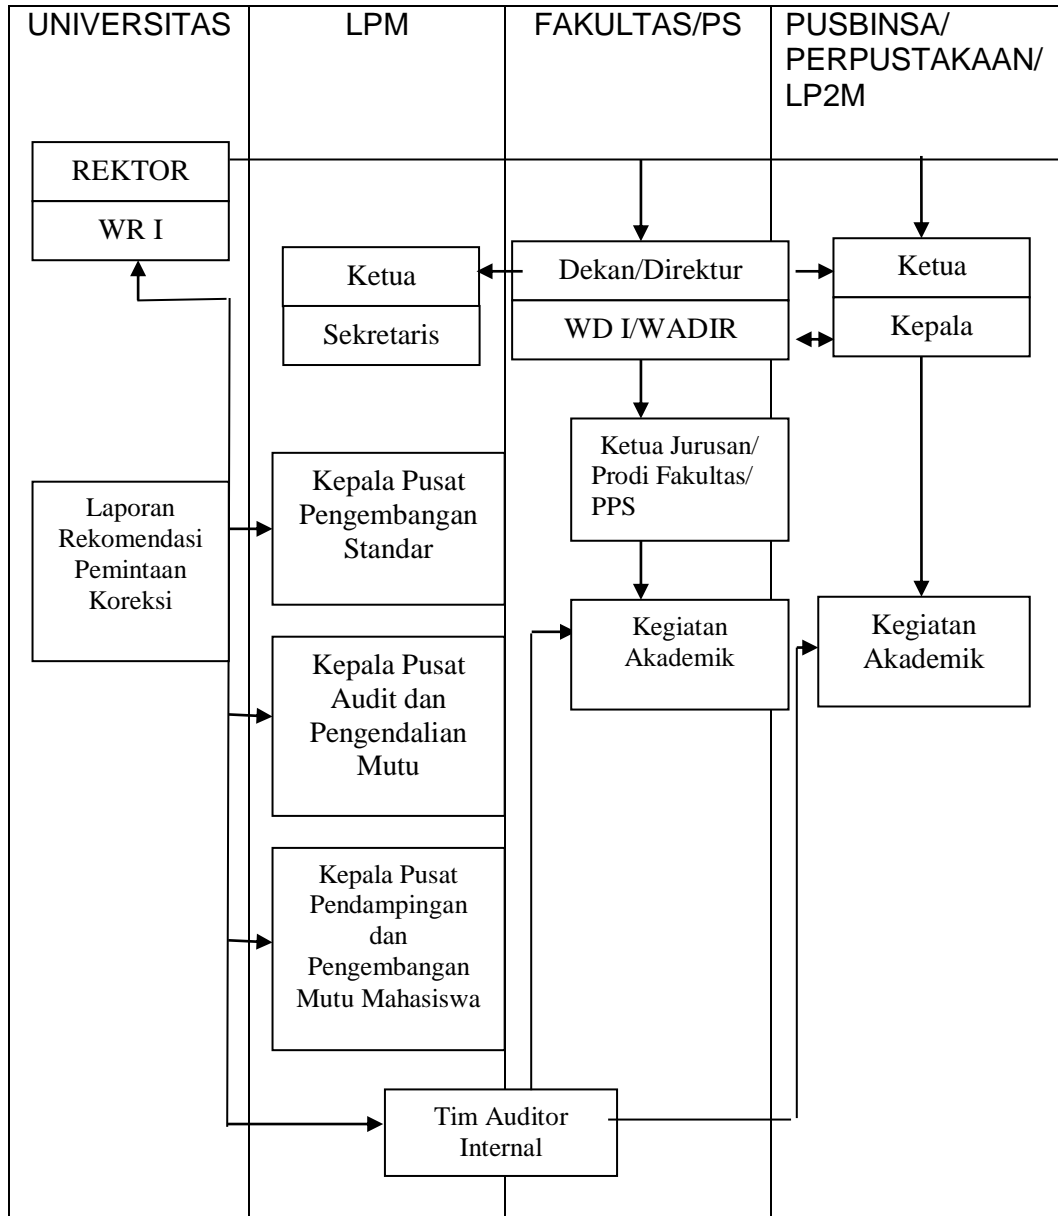 UNIVERSITAS
LPM
FAKULTAS/PS
PUSBINSA/
PERPUSTAKAAN/
LP2M
REKTOR
WR I
Ketua
Sekretaris
Dekan/Direktur
WD I/WADIR
Ketua
Kepala
Ketua Jurusan/
Prodi Fakultas/
PPS
Laporan
Rekomendasi
Pemintaan
Koreksi
Kepala Pusat
Pengembangan
Standar
Kegiatan
Akademik
Kegiatan
Akademik
Kepala Pusat
Audit dan
Pengendalian
Mutu
Kepala Pusat
Pendampingan
dan
Pengembangan
Mutu Mahasiswa
Tim Auditor
Internal